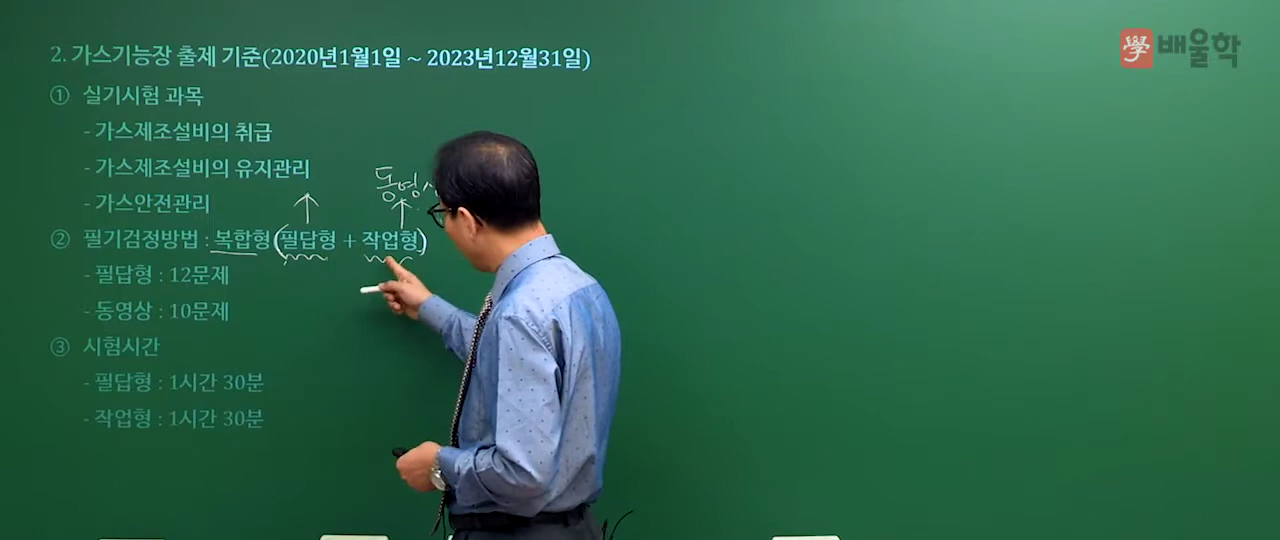 學 배울학
2. 가스기능장 출제 기준(2020년1월1일 ~ 2023년12월31일)
① 실기시험 과목
- 가스제조설비의 취급
- 가스제조설비의 유지관리
동영
- 가스안전관리
② 필기검정방법 : 복합형(필답형 + 작업형)
- 필답형 : 12문제
- 동영상 : 10문제
③ 시험시간
- 필답형 : 1시간 30분
- 작업형 : 1시간 30분